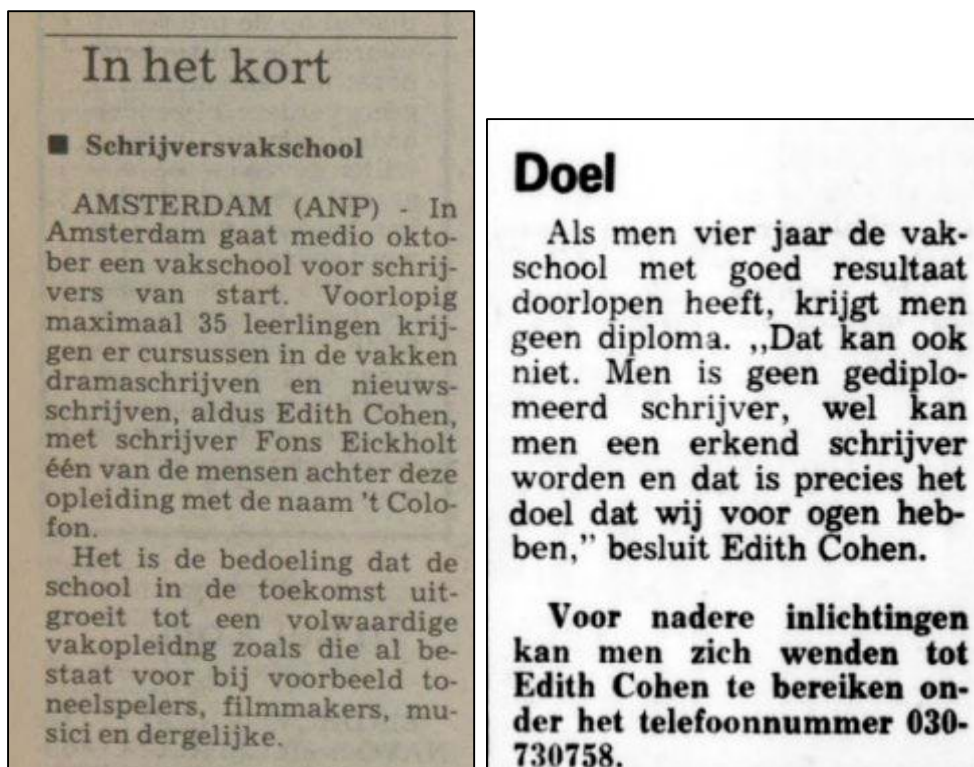 In het kort
■ Schrijversvakschool
AMSTERDAM (ANP) - In
Amsterdam gaat medio okto-
ber een vakschool voor schrij-
vers van start. Voorlopig
maximaal 35 leerlingen krij-
gen er cursussen in de vakken
dramaschrijven en nieuws-
schrijven, aldus Edith Cohen,
met schrijver Fons Eickholt
één van de mensen achter deze
opleiding met de naam 't Colo-
fon.
Het is de bedoeling dat de
school in de toekomst uit-
groeit tot een volwaardige
vakopleidng zoals die al be-
staat voor bij voorbeeld to-
neelspelers, filmmakers, mu-
sici en dergelijke.
Doel
Als men vier jaar de vak-
school met goed resultaat
doorlopen heeft, krijgt men
geen diploma. „Dat kan ook
niet. Men is geen gediplo-
meerd schrijver, wel kan
men een erkend schrijver
worden en dat is precies het
doel dat wij voor ogen heb-
ben,” besluit Edith Cohen.
Voor nadere inlichtingen
kan men zich wenden tot
Edith Cohen te bereiken on-
der het telefoonnummer 030-
730758.